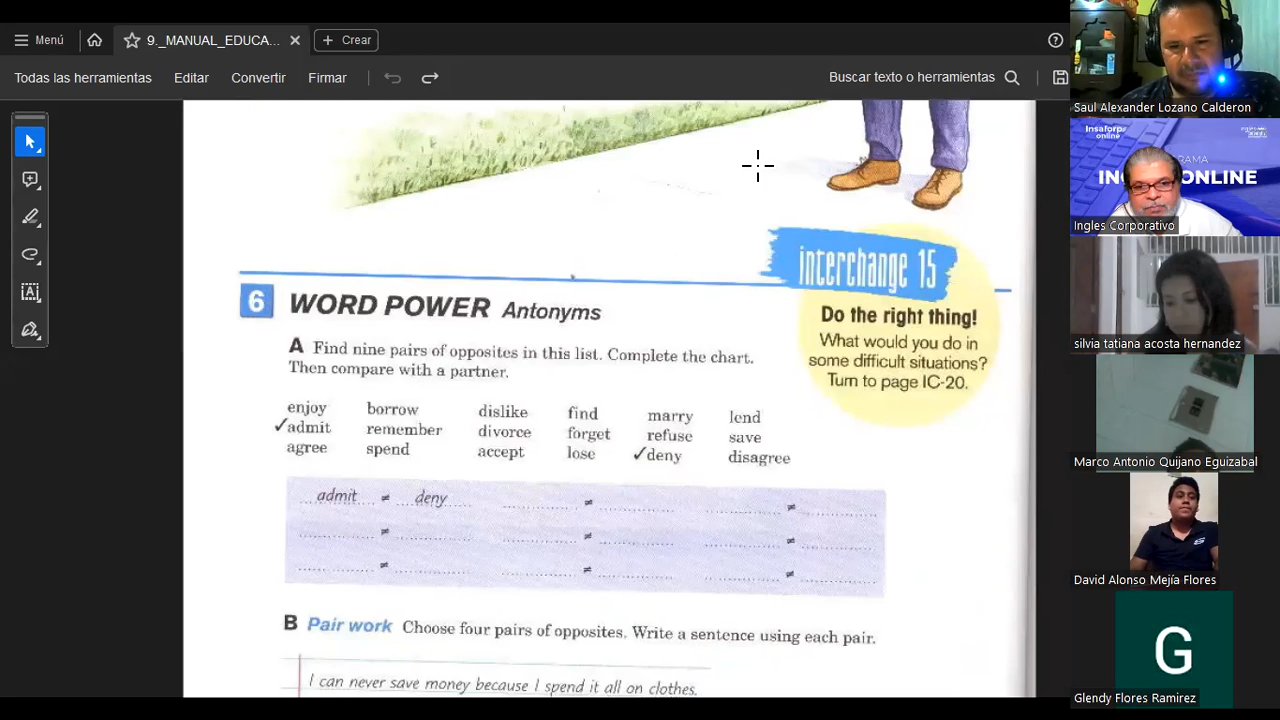 Menú
9._MANUAL_EDUCA...
Crear
Todas las herramientas
Editar
Convertir
Firmar
Buscar texto o herramientas
interchange 15
Do the right thing!
What would you do in
some difficult situations?
Turn to page IC-20.
6 WORD POWER Antonyms
A Find nine pairs of opposites in this list. Complete the chart.
Then compare with a partner.
enjoy borrow dislike find marry lend
✓admit remember divorce forget refuse save
agree spend accept lose ✓deny disagree
admit ≠ deny ≠ ≠
≠ ≠ ≠
≠ ≠ ≠
B Pair work Choose four pairs of opposites. Write a sentence using each pair.
I can never save money because I spend it all on clothes.
Saul Alexander Lozano Calderon
Insaforp
online
ING ONLINE
Ingles Corporativo
silvia tatiana acosta hernandez
Marco Antonio Quijano Eguizabal
David Alonso Mejía Flores
G
Glendy Flores Ramirez